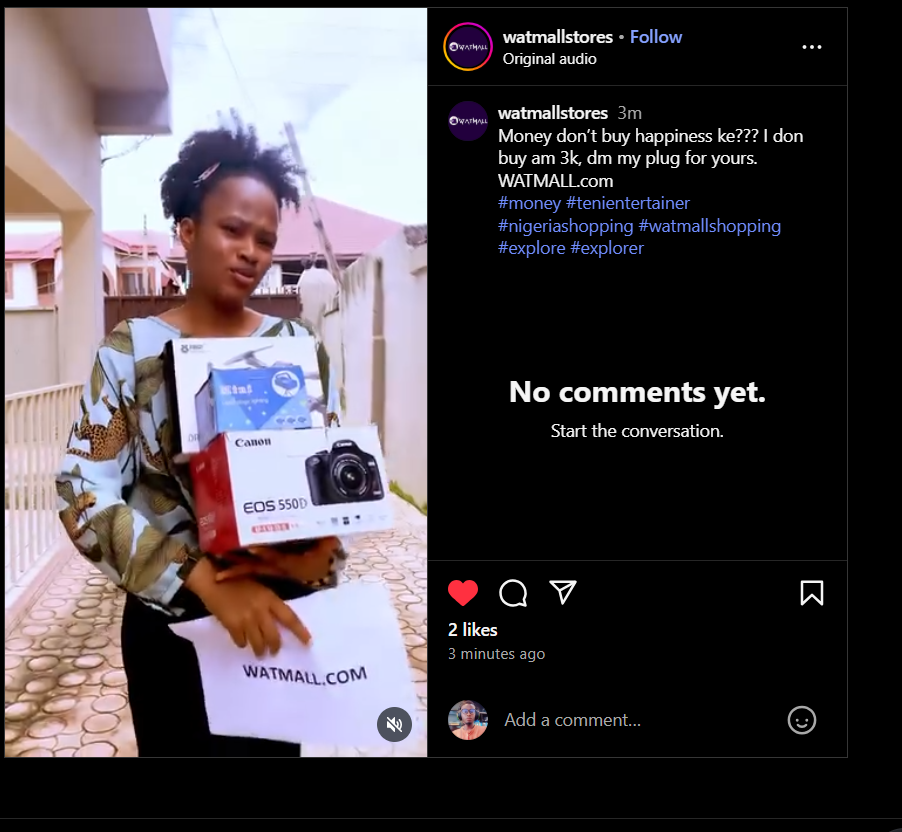 watmallstores • Follow
Original audio
watmallstores 3m
Money don't buy happiness ke??? I don
buy am 3k, dm my plug for yours.
WATMALL.com
#money #tenientertainer
#nigeriashopping #watmallshopping
#explore #explorer
No comments yet.
Start the conversation.
2 likes
3 minutes ago
Add a comment...
WATMALL
WATMALL
Mini
Canon
Canon
EOS 550D
WATMALL.COM